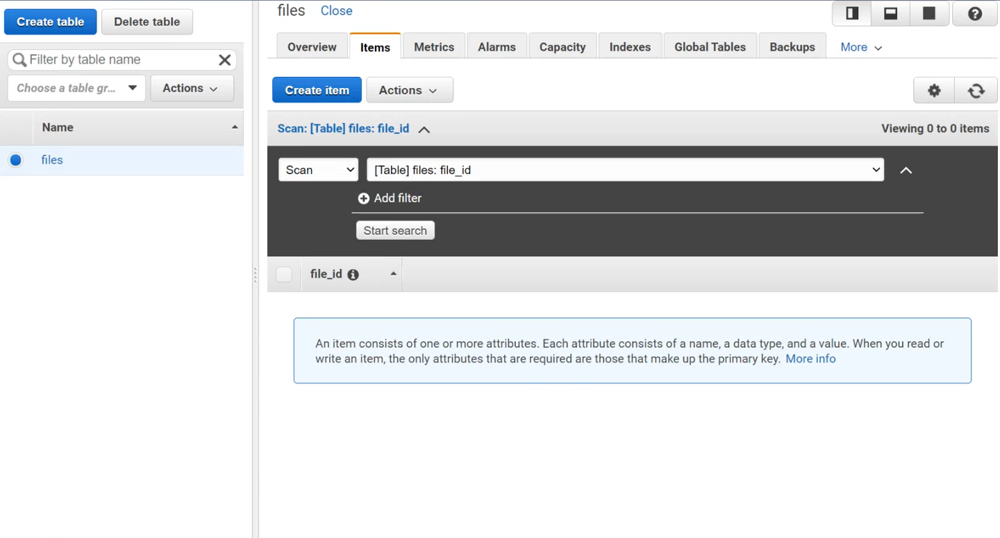 Create table
Delete table
Filter by table name
Choose a table gr...
Actions
Name
files
files
Close
Overview
Items
Metrics
Alarms
Capacity
Indexes
Global Tables
Backups
More
Create item
Actions
Scan: [Table] files: file_id
Viewing 0 to 0 items
Scan
[Table] files: file_id
Add filter
Start search
file_id
An item consists of one or more attributes. Each attribute consists of a name, a data type, and a value. When you read or
write an item, the only attributes that are required are those that make up the primary key. More info